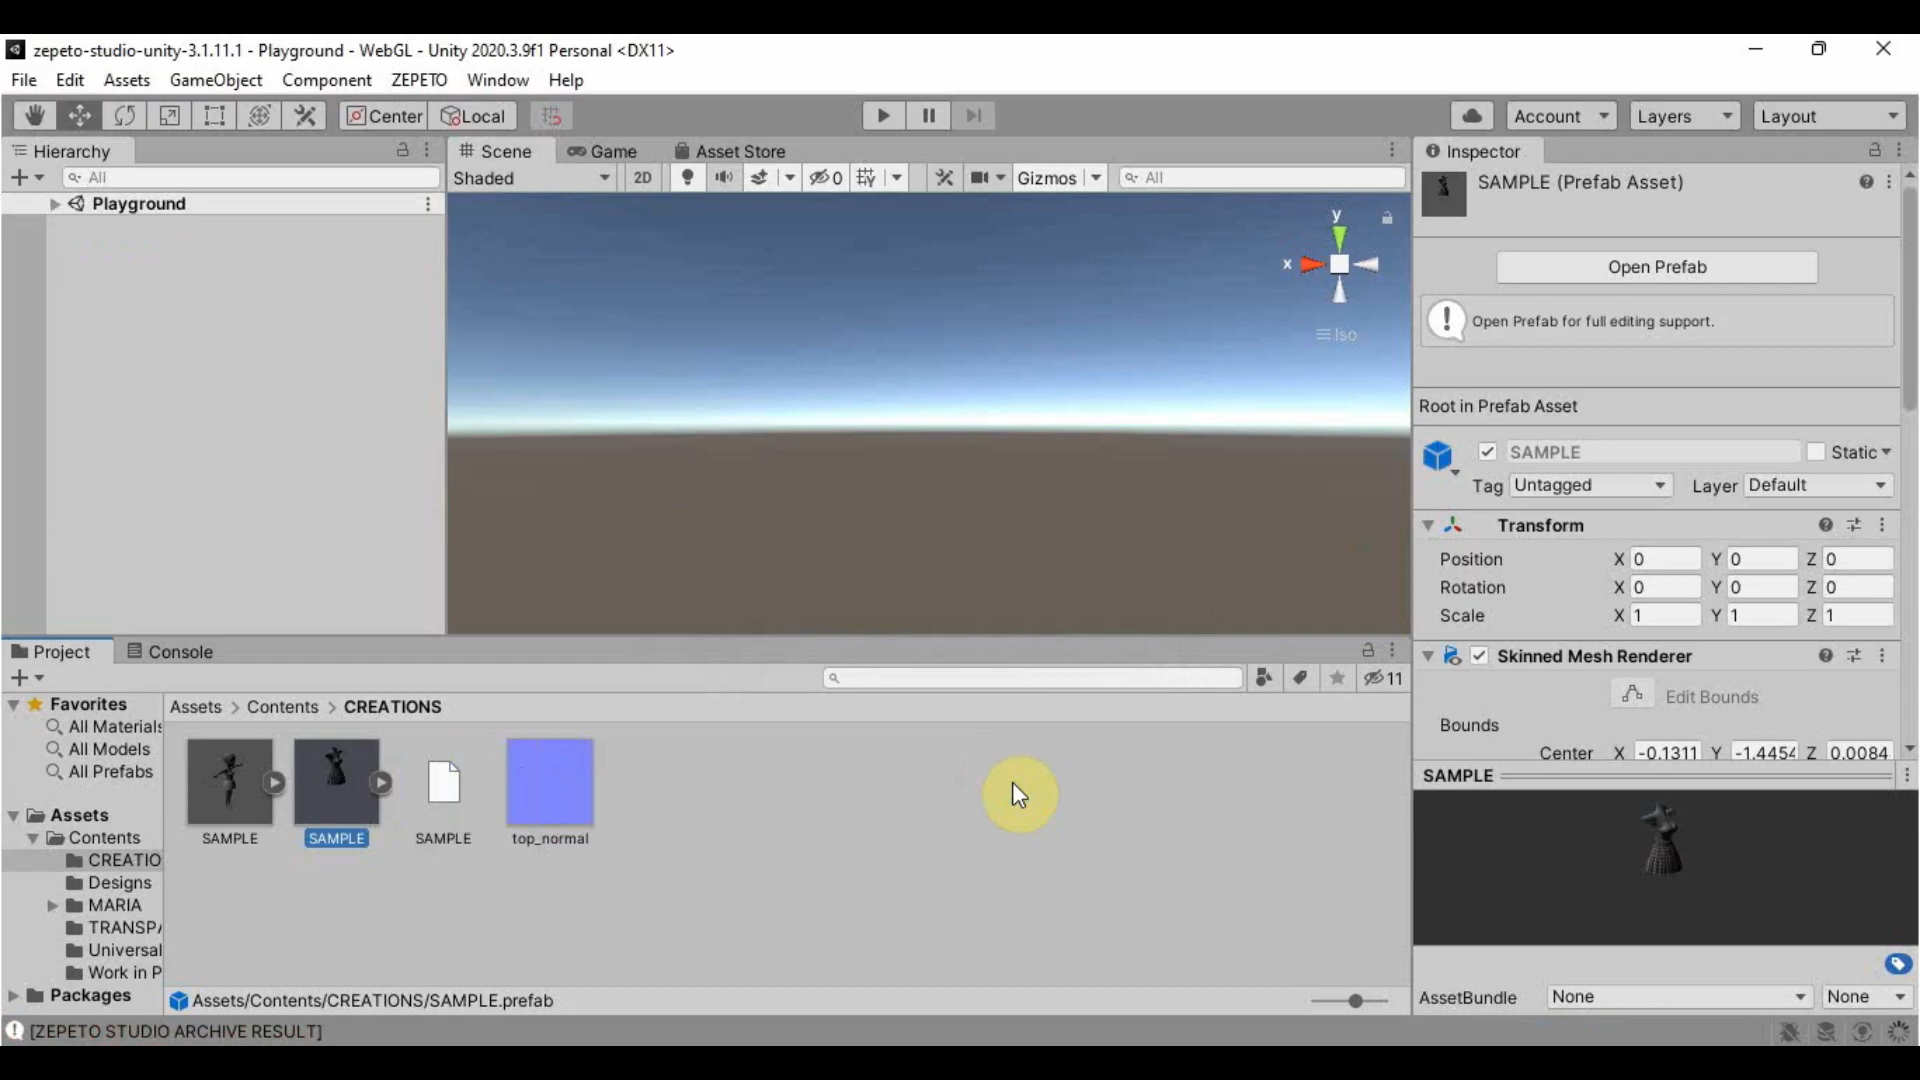 zepeto-studio-unity-3.1.11.1 - Playground - WebGL - Unity 2020.3.9f1 Personal <DX11>
File Edit Assets GameObject Component ZEPETO Window Help
Center Local Account Layers Layout
Hierarchy
All
Playground
Scene Game Asset Store
Shaded 2D 0 Gizmos All
y
x
Iso
Inspector
SAMPLE (Prefab Asset)
Open Prefab
Open Prefab for full editing support.
Root in Prefab Asset
SAMPLE Static
Tag Untagged Layer Default
Transform
Position X 0 Y 0 Z 0
Rotation X 0 Y 0 Z 0
Scale X 1 Y 1 Z 1
Skinned Mesh Renderer
Edit Bounds
Bounds
Center X -0.1311 Y -1.4454 Z 0.0084
SAMPLE
AssetBundle None None
Project Console
11
Favorites
All Materials
All Models
All Prefabs
Assets
Contents
CREATIO
Designs
MARIA
TRANSPA
Universal
Work in P
Packages
Assets > Contents > CREATIONS
SAMPLE SAMPLE SAMPLE top_normal
Assets/Contents/CREATIONS/SAMPLE.prefab
[ZEPETO STUDIO ARCHIVE RESULT]